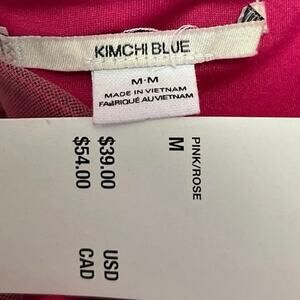 KIMCHI BLUE
M-M
MADE IN VIETNAM
FABRIQUÉ AU VIETNAM
PINK/ROSE
M
$39.00 USD
$54.00 CAD